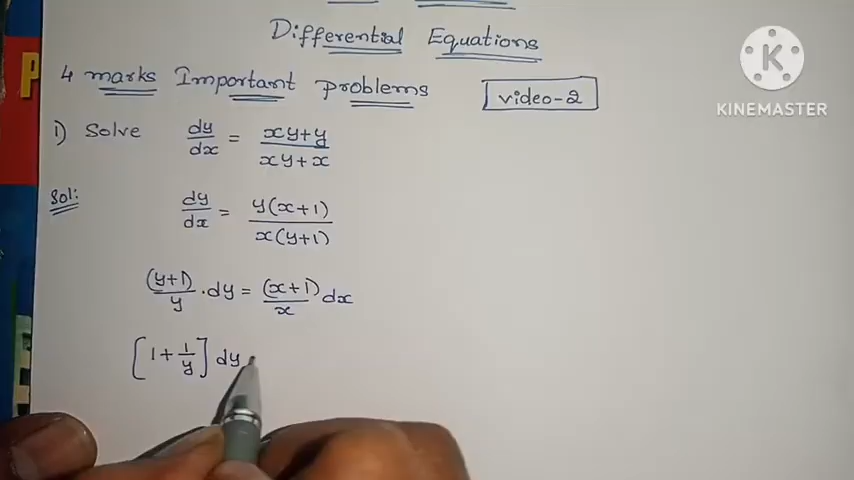 Differential Equations
4 marks Important Problems video-2
KINEMASTER
1) Solve dy/dx = xy+y/xy+x
Sol:
dy/dx = y(x+1)/x(y+1)
(y+1)/y . dy = (x+1)/x dx
[1 + 1/y] dy